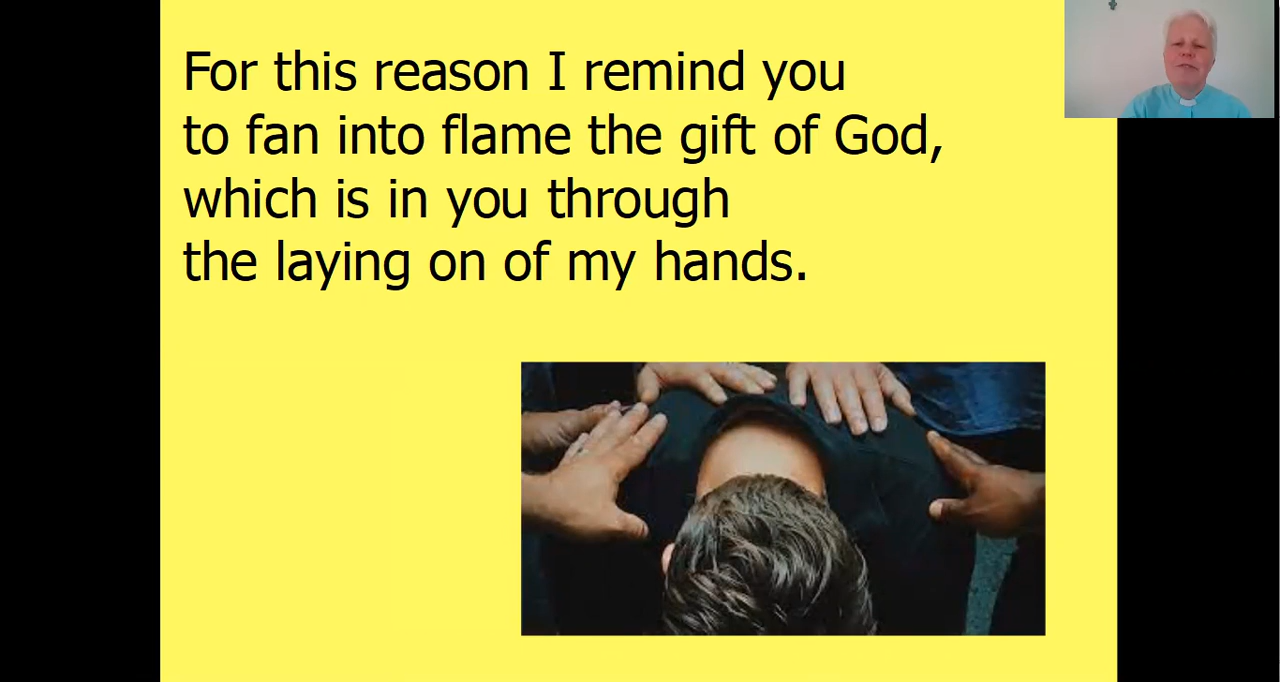 For this reason I remind you
to fan into flame the gift of God,
which is in you through
the laying on of my hands.